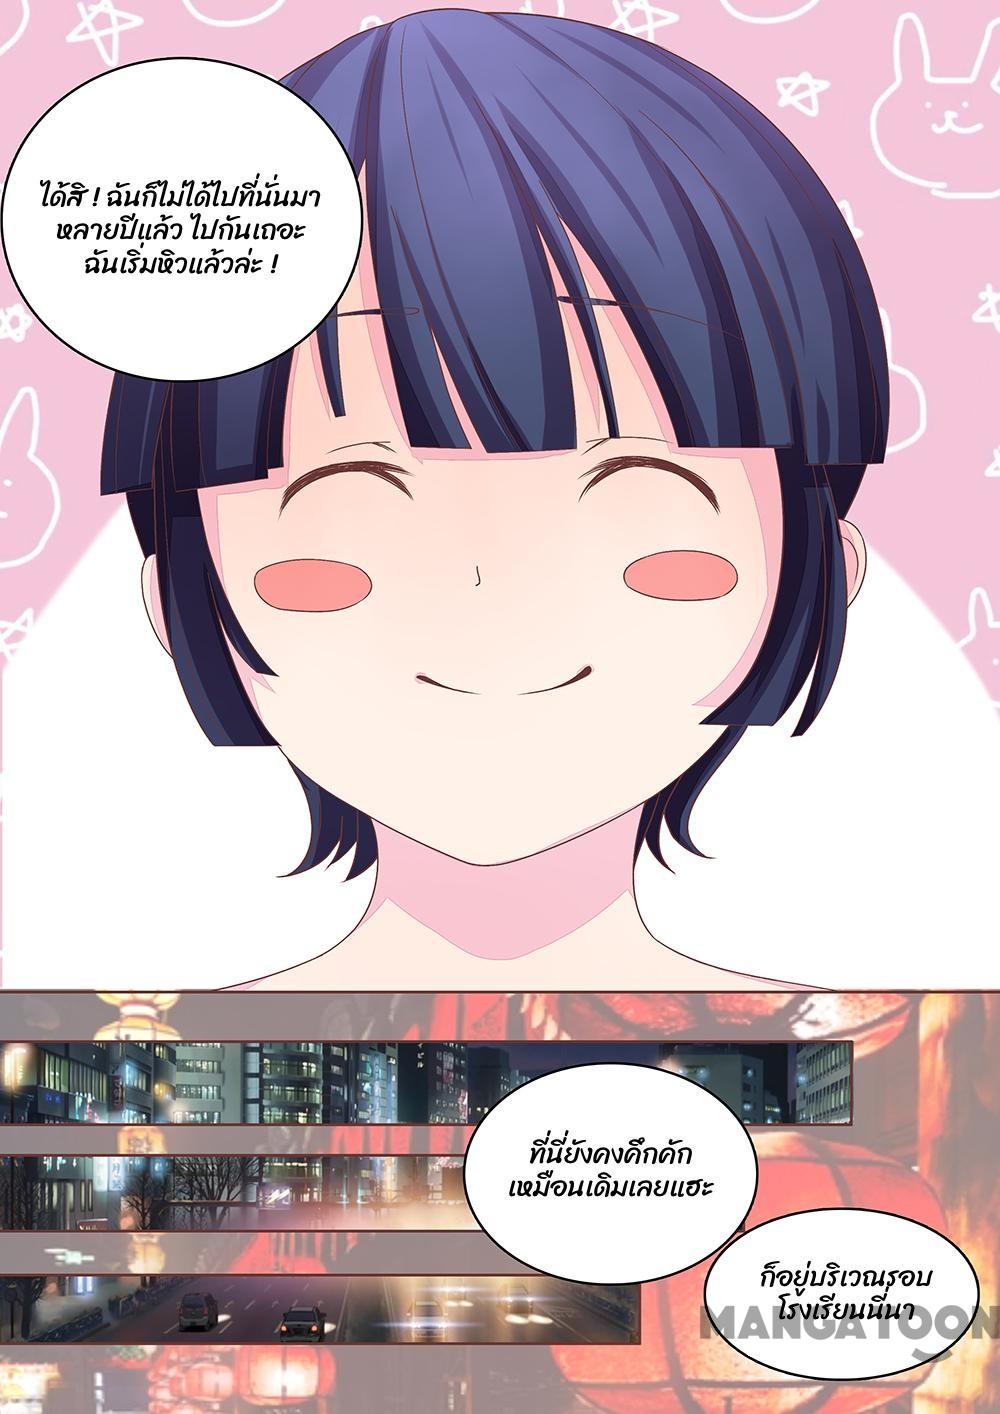 ได้สิ ! ฉันก็ไม่ได้ไปที่นั่นมา
หลายปีแล้ว ไปกันเถอะ
ฉันเริ่มหิวแล้วล่ะ !
ที่นี่ยังคงคึกคัก
เหมือนเดิมเลยแฮะ
ก็อยู่บริเวณรอบ
โรงเรียนนี่นา
MANGATOON